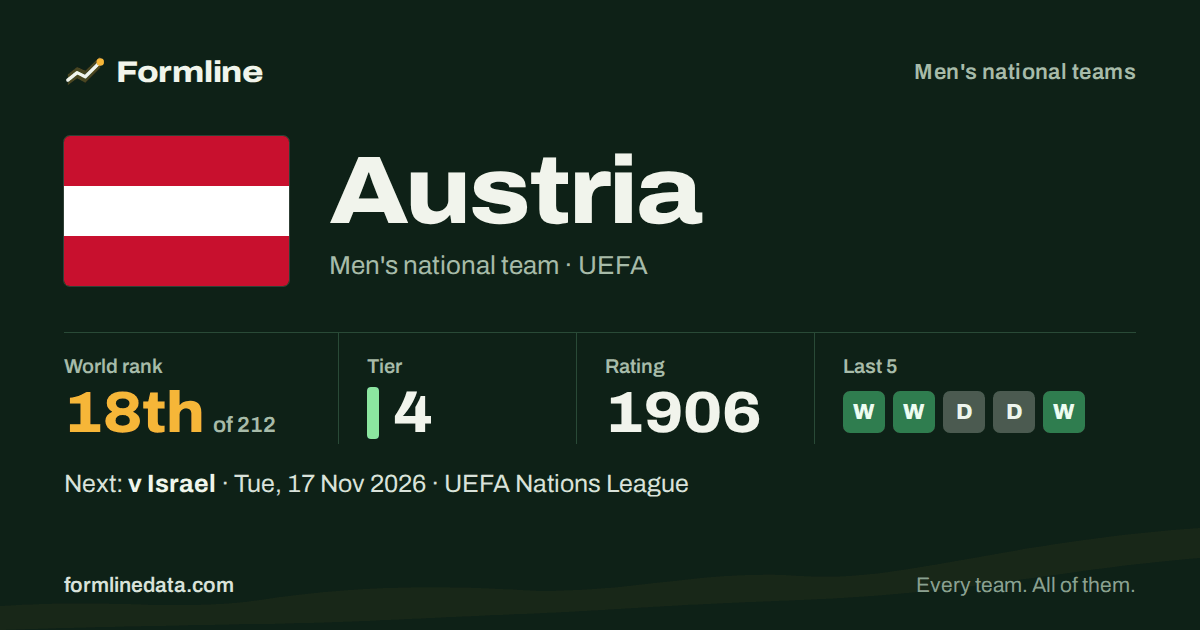 Formline
Men's national teams
Austria
Men's national team · UEFA
World rank
18th of 212
Tier
4
Rating
1906
Last 5
W W D D W
Next: v Israel · Tue, 17 Nov 2026 · UEFA Nations League
formlinedata.com
Every team. All of them.